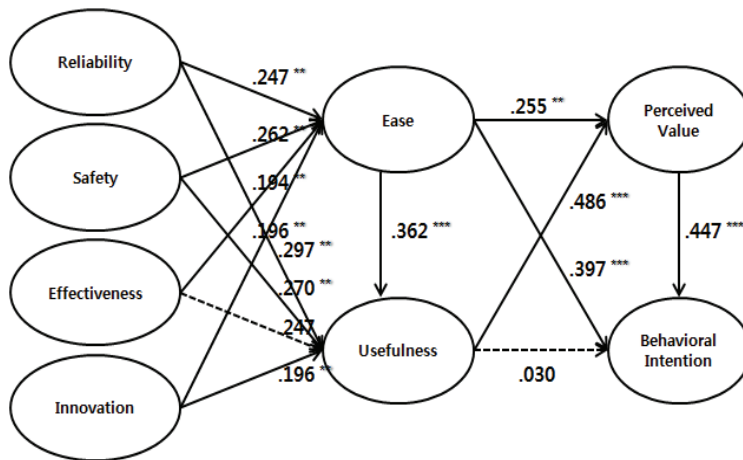 Reliability
.247 **
Ease
.255 **
Perceived
Value
.262 **
Safety
.194 **
.196 **
.486 ***
.362 ***
.447 ***
.297 **
.397 ***
.270 **
Effectiveness
.247
Usefulness
Behavioral
Intention
.196 **
.030
Innovation